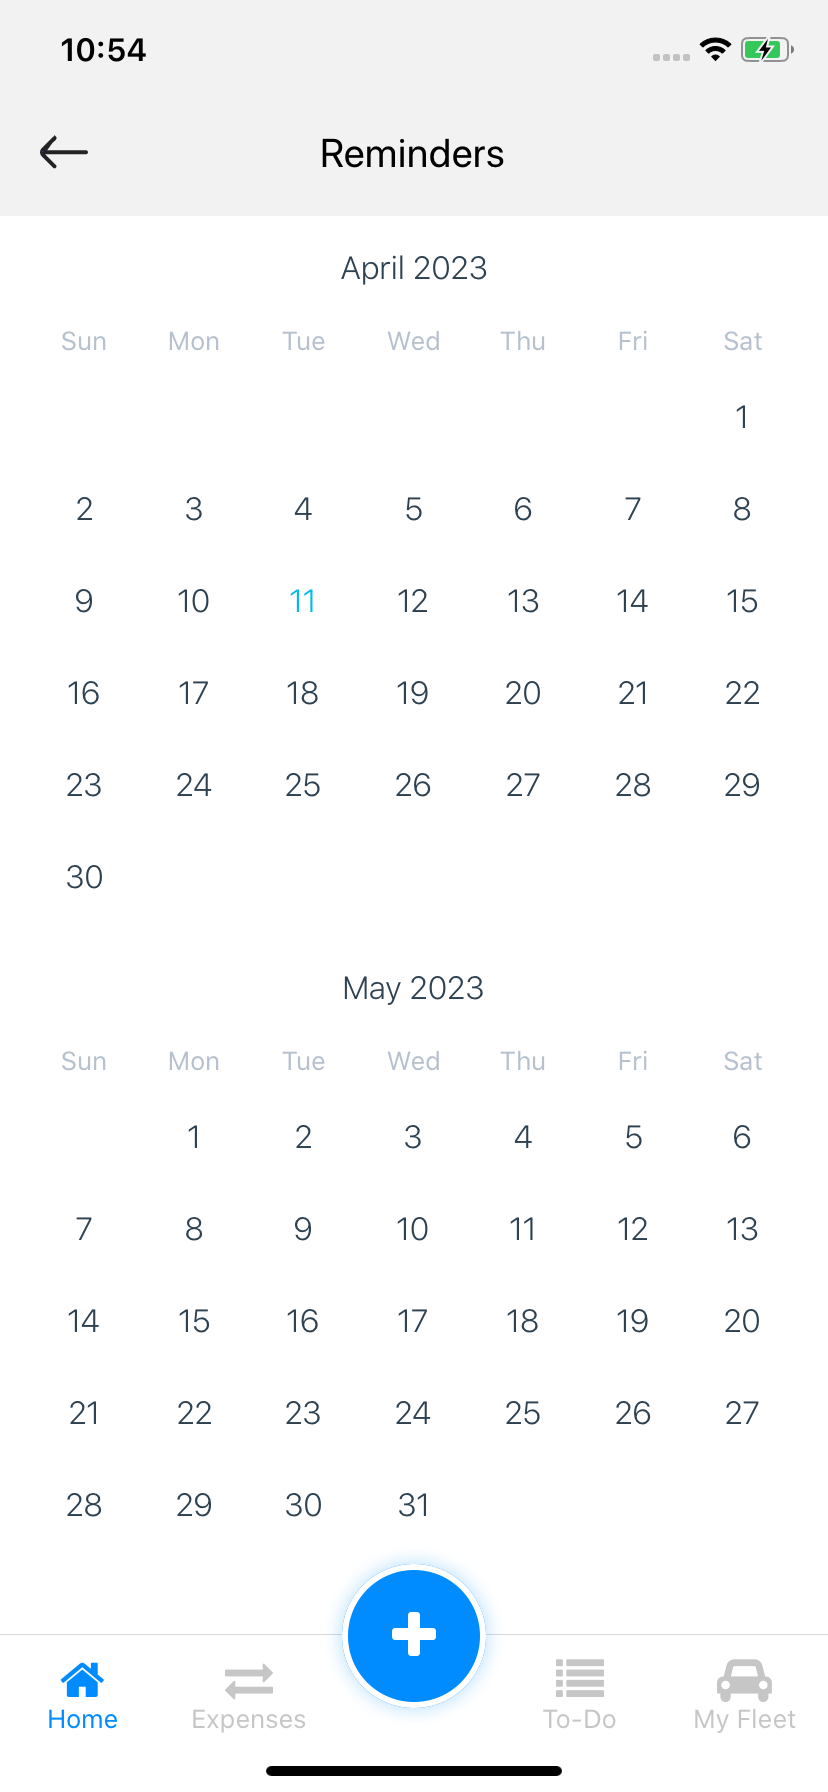 10:54
Reminders
April 2023
Sun Mon Tue Wed Thu Fri Sat
1
2 3 4 5 6 7 8
9 10 11 12 13 14 15
16 17 18 19 20 21 22
23 24 25 26 27 28 29
30
May 2023
Sun Mon Tue Wed Thu Fri Sat
1 2 3 4 5 6
7 8 9 10 11 12 13
14 15 16 17 18 19 20
21 22 23 24 25 26 27
28 29 30 31
Home Expenses To-Do My Fleet